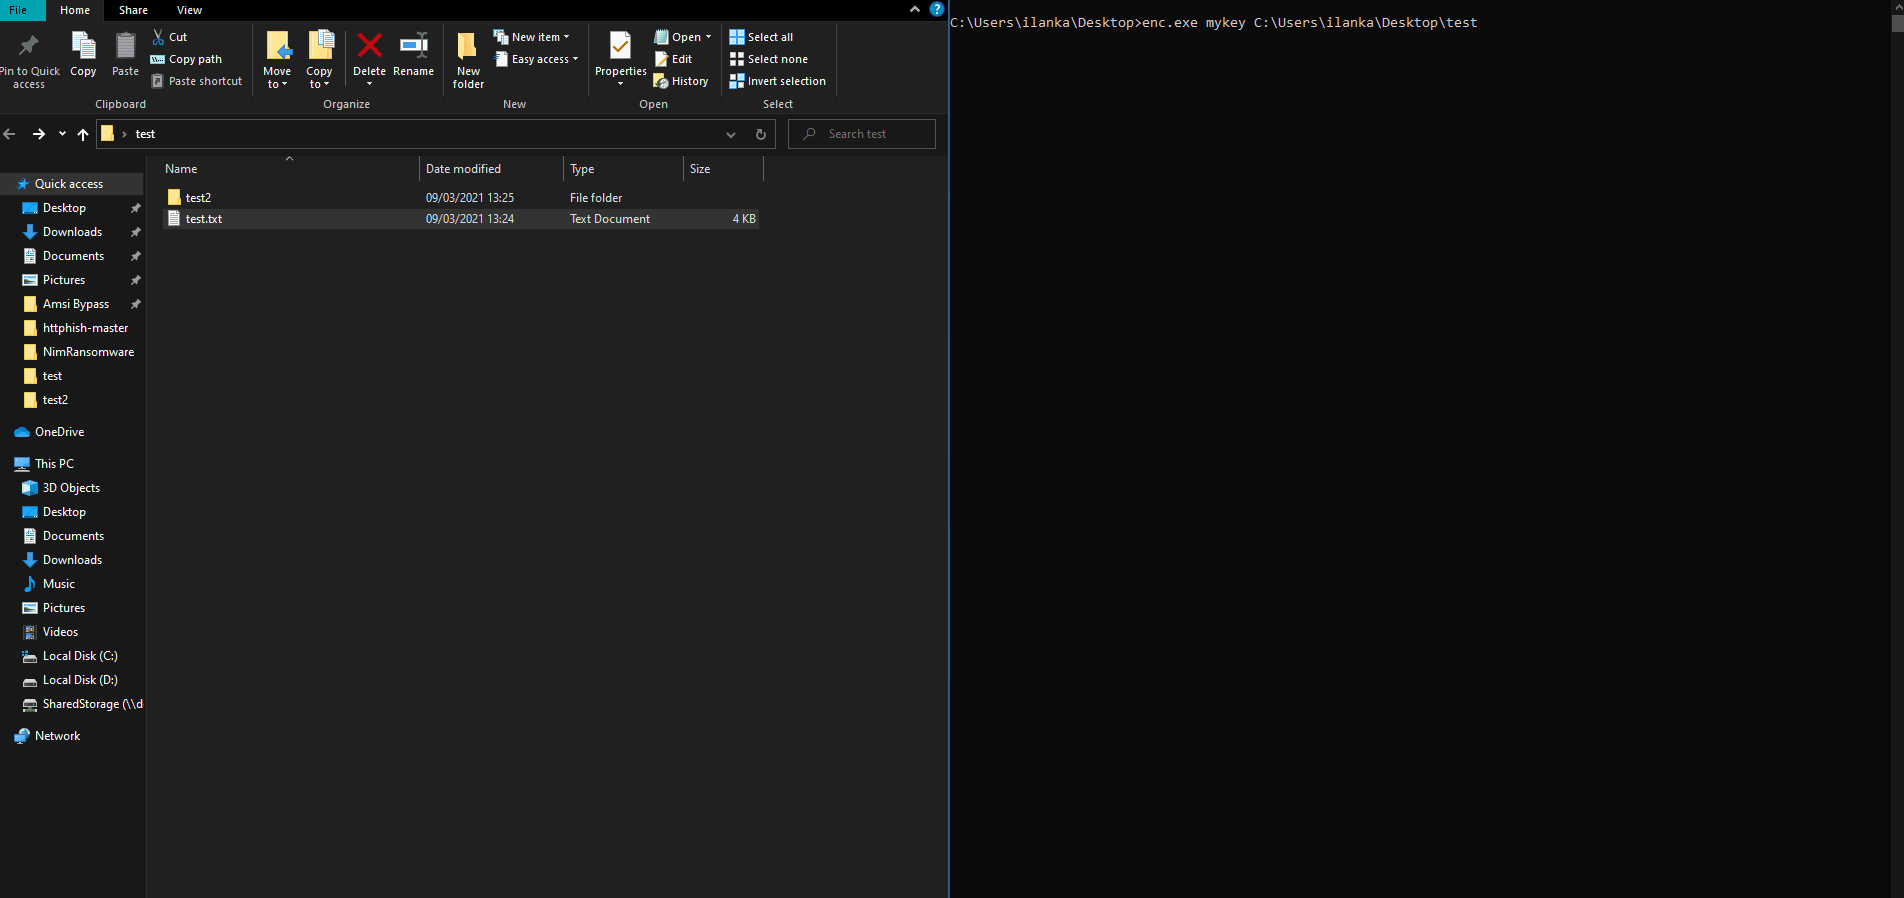 File Home Share View
Pin to Quick access
Copy
Paste
Cut
Copy path
Paste shortcut
Clipboard
Move to
Copy to
Delete
Rename
Organize
New folder
New item
Easy access
New
Properties
Open
Edit
History
Open
Select all
Select none
Invert selection
Select
test
Search test
Name Date modified Type Size
test2 09/03/2021 13:25 File folder
test.txt 09/03/2021 13:24 Text Document 4 KB
Quick access
Desktop
Downloads
Documents
Pictures
Amsi Bypass
httphish-master
NimRansomware
test
test2
OneDrive
This PC
3D Objects
Desktop
Documents
Downloads
Music
Pictures
Videos
Local Disk (C:)
Local Disk (D:)
SharedStorage (\\d
Network
C:\Users\ilanka\Desktop>enc.exe mykey C:\Users\ilanka\Desktop\test